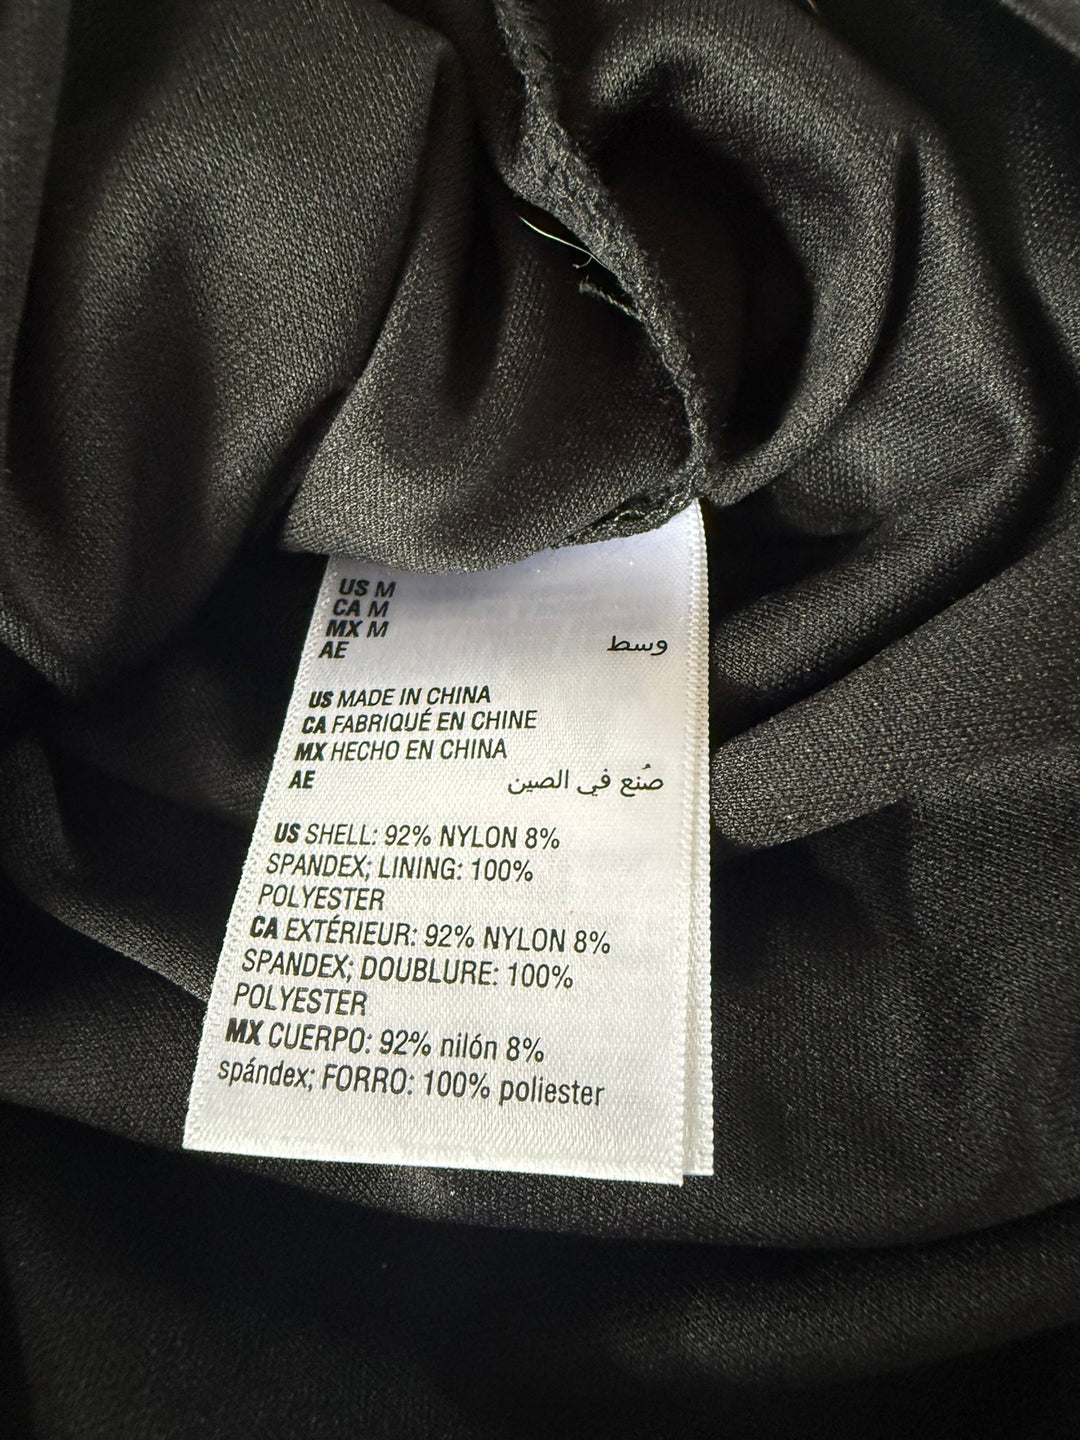 US M
CA M
MX M
AE وسط
US MADE IN CHINA
CA FABRIQUÉ EN CHINE
MX HECHO EN CHINA
AE صُنع في الصين
US SHELL: 92% NYLON 8%
SPANDEX; LINING: 100%
POLYESTER
CA EXTÉRIEUR: 92% NYLON 8%
SPANDEX; DOUBLURE: 100%
POLYESTER
MX CUERPO: 92% nilón 8%
spándex; FORRO: 100% poliester